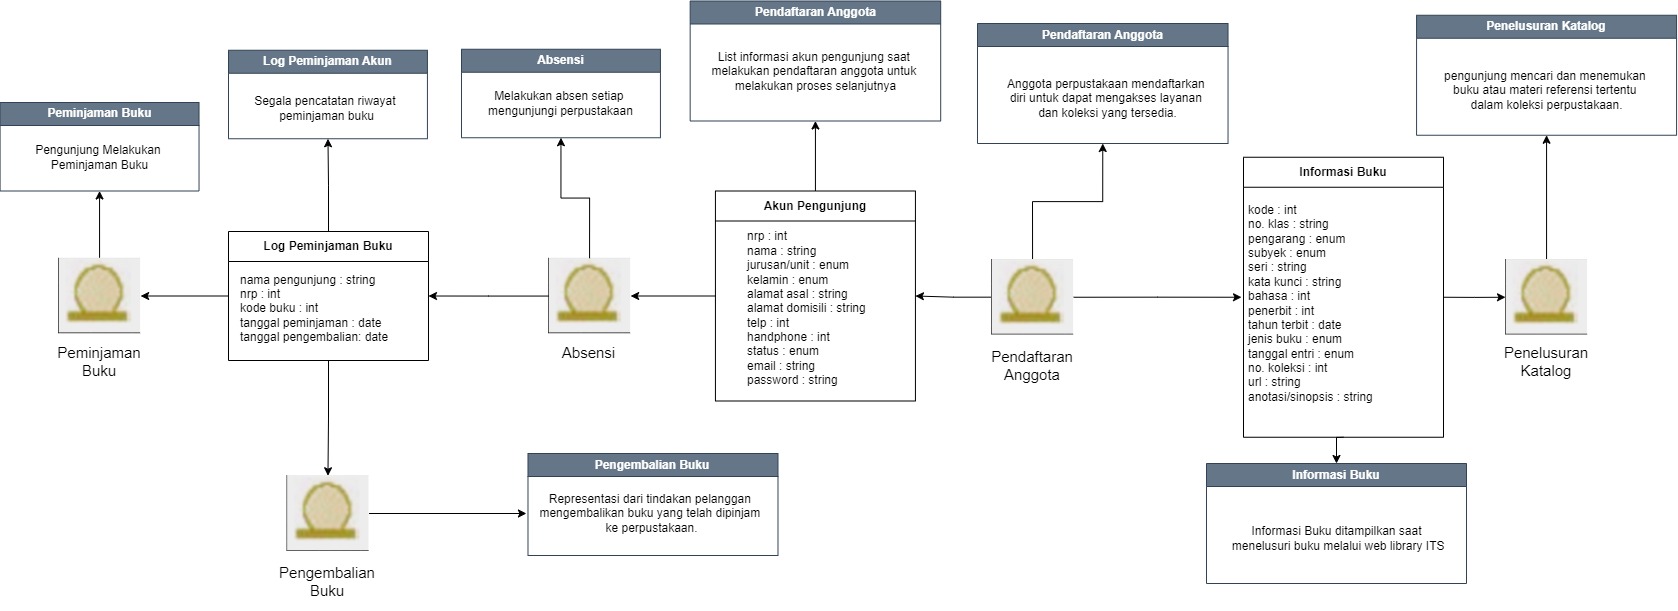 Peminjaman Buku
Pengunjung Melakukan
Peminjaman Buku
Log Peminjaman Akun
Segala pencatatan riwayat
peminjaman buku
Absensi
Melakukan absen setiap
mengunjungi perpustakaan
Pendaftaran Anggota
List informasi akun pengunjung saat
melakukan pendaftaran anggota untuk
melakukan proses selanjutnya
Pendaftaran Anggota
Anggota perpustakaan mendaftarkan
diri untuk dapat mengakses layanan
dan koleksi yang tersedia.
Penelusuran Katalog
pengunjung mencari dan menemukan
buku atau materi referensi tertentu
dalam koleksi perpustakaan.
Peminjaman
Buku
Log Peminjaman Buku
nama pengunjung : string
nrp : int
kode buku : int
tanggal peminjaman : date
tanggal pengembalian: date
Absensi
Akun Pengunjung
nrp : int
nama : string
jurusan/unit : enum
kelamin : enum
alamat asal : string
alamat domisili : string
telp : int
handphone : int
status : enum
email : string
password : string
Pendaftaran
Anggota
Informasi Buku
kode : int
no. klas : string
pengarang : enum
subyek : enum
seri : string
kata kunci : string
bahasa : int
penerbit : int
tahun terbit : date
jenis buku : enum
tanggal entri : enum
no. koleksi : int
url : string
anotasi/sinopsis : string
Penelusuran
Katalog
Pengembalian
Buku
Pengembalian Buku
Representasi dari tindakan pelanggan
mengembalikan buku yang telah dipinjam
ke perpustakaan.
Informasi Buku
Informasi Buku ditampilkan saat
menelusuri buku melalui web library ITS